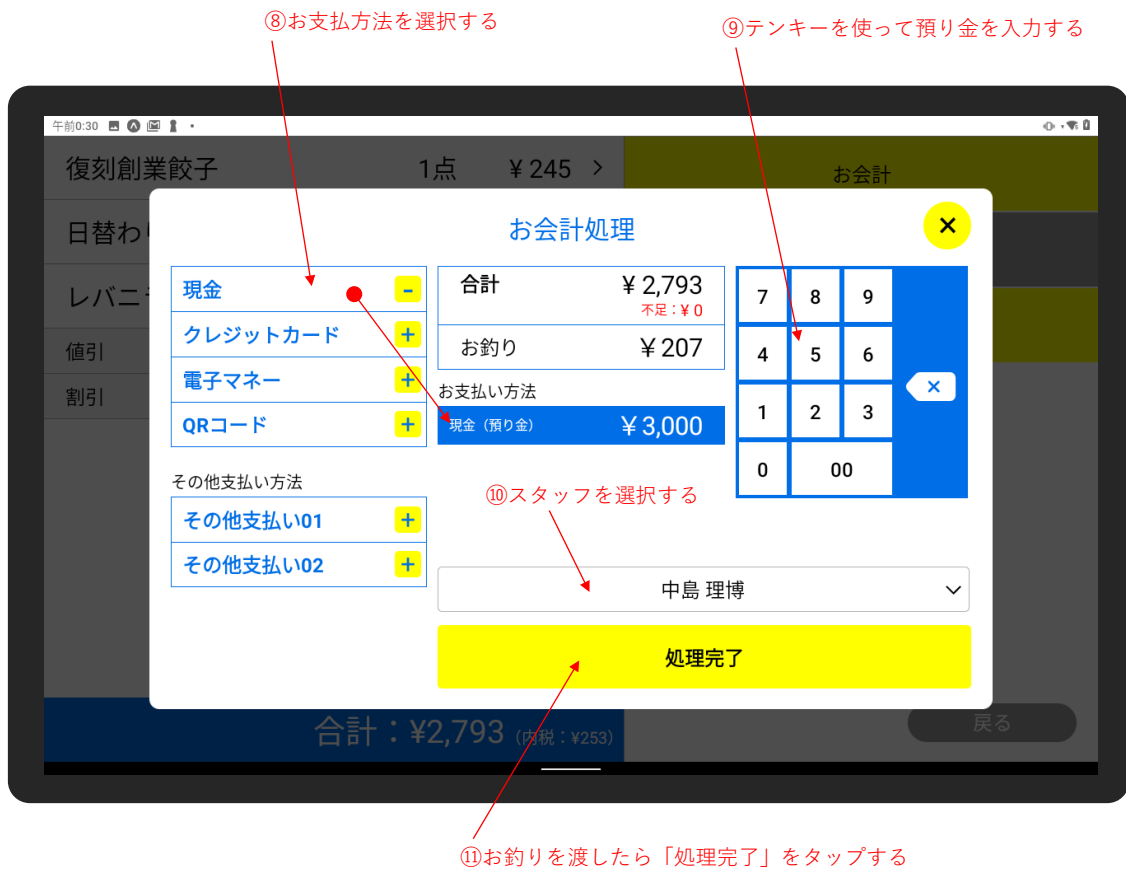 ⑧お支払方法を選択する
⑨テンキーを使って預り金を入力する
午前0:30
復刻創業餃子 1点 ¥ 245 >
お会計
日替わり
お会計処理
×
レバニ
現金 -
合計 ¥ 2,793
不足：¥ 0
7 8 9
クレジットカード +
お釣り ¥ 207
4 5 6
値引
電子マネー +
お支払い方法
×
割引
QRコード +
現金（預り金） ¥ 3,000
1 2 3
0 00
その他支払い方法
⑩スタッフを選択する
その他支払い01 +
その他支払い02 +
中島 理博
処理完了
合計：¥2,793 (内税：¥253)
戻る
⑪お釣りを渡したら「処理完了」をタップする